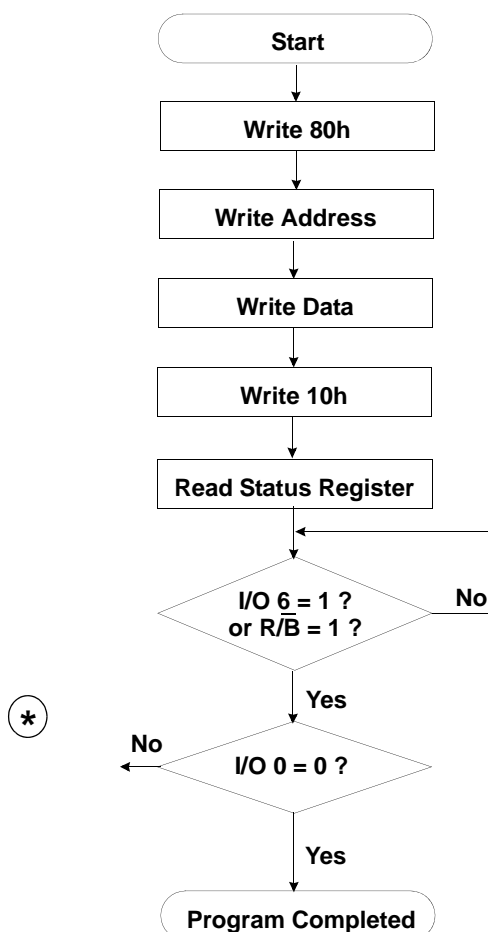 Start
Write 80h
Write Address
Write Data
Write 10h
Read Status Register
I/O 6 = 1 ?
or R/B̅ = 1 ?
No
Yes
*
No
I/O 0 = 0 ?
Yes
Program Completed